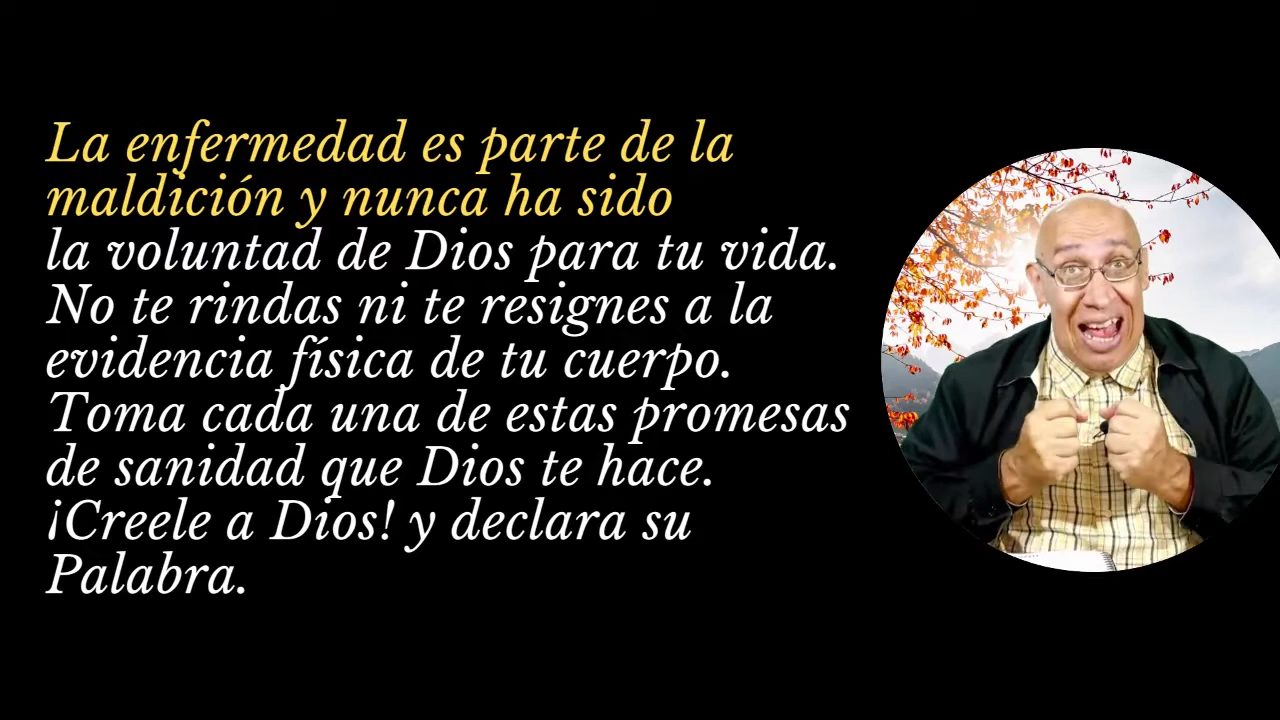 La enfermedad es parte de la
maldición y nunca ha sido
la voluntad de Dios para tu vida.
No te rindas ni te resignes a la
evidencia física de tu cuerpo.
Toma cada una de estas promesas
de sanidad que Dios te hace.
¡Creele a Dios! y declara su
Palabra.